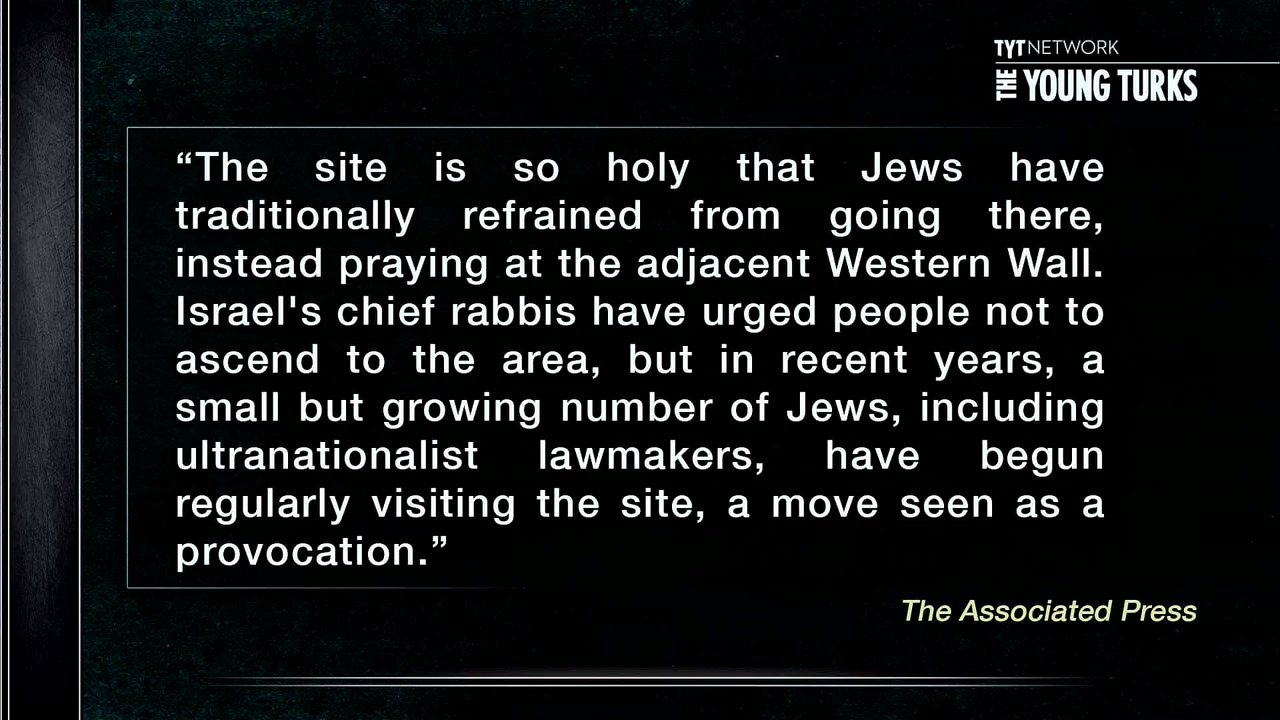 TYT NETWORK
THE YOUNG TURKS
“The site is so holy that Jews have
traditionally refrained from going there,
instead praying at the adjacent Western Wall.
Israel's chief rabbis have urged people not to
ascend to the area, but in recent years, a
small but growing number of Jews, including
ultranationalist lawmakers, have begun
regularly visiting the site, a move seen as a
provocation.”
The Associated Press